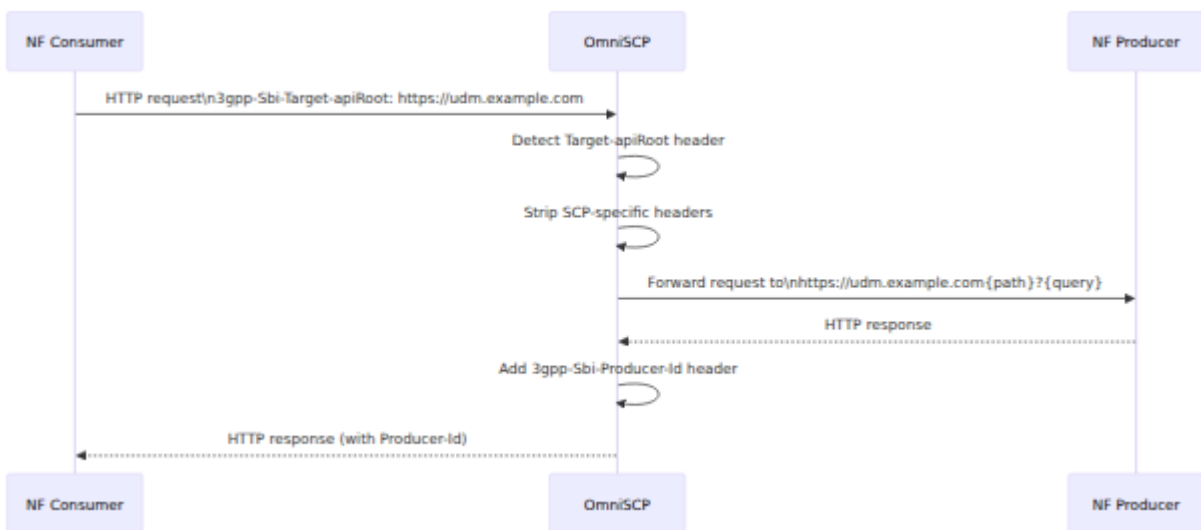 NF Consumer
OmniSCP
NF Producer
HTTP request\n3gpp-Sbi-Target-apiRoot: https://udm.example.com
Detect Target-apiRoot header
Strip SCP-specific headers
Forward request to\nhttps://udm.example.com{path}?{query}
HTTP response
Add 3gpp-Sbi-Producer-Id header
HTTP response (with Producer-Id)
NF Consumer
OmniSCP
NF Producer